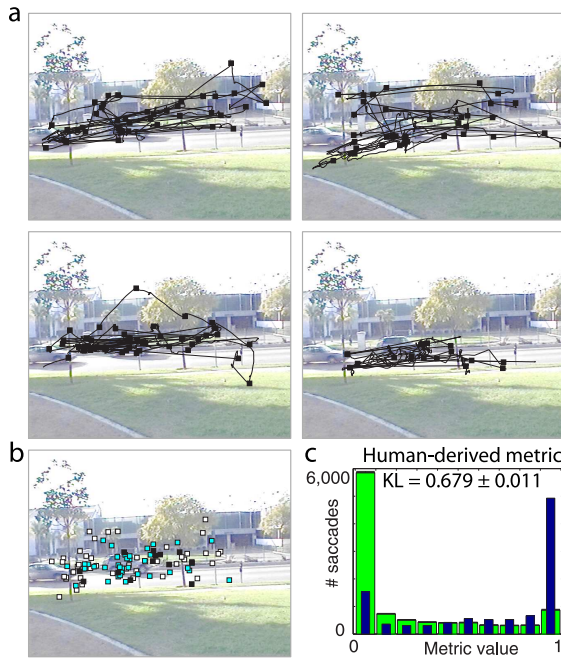 a
b
c
Human-derived metric
KL = 0.679 ± 0.011
6,000
# saccades
0
0
Metric value
1